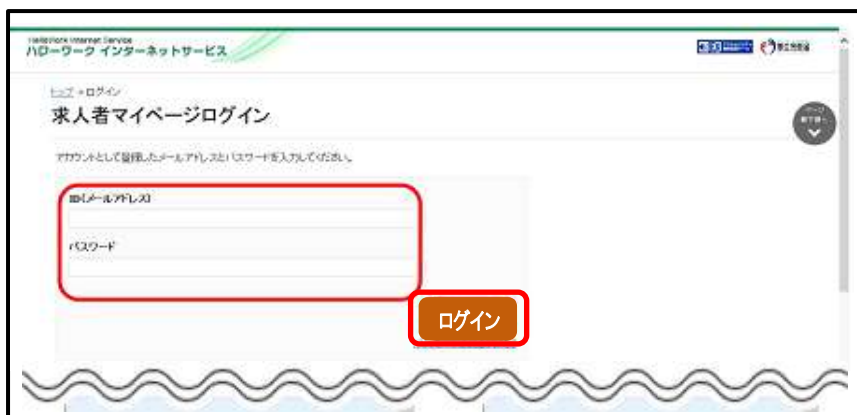 Hellowork Internet Service
ハローワーク インターネットサービス
トップ > ログイン
求人者マイページログイン
アカウントとして登録したメールアドレスとパスワードを入力してください。
ID(メールアドレス)
パスワード
ログイン